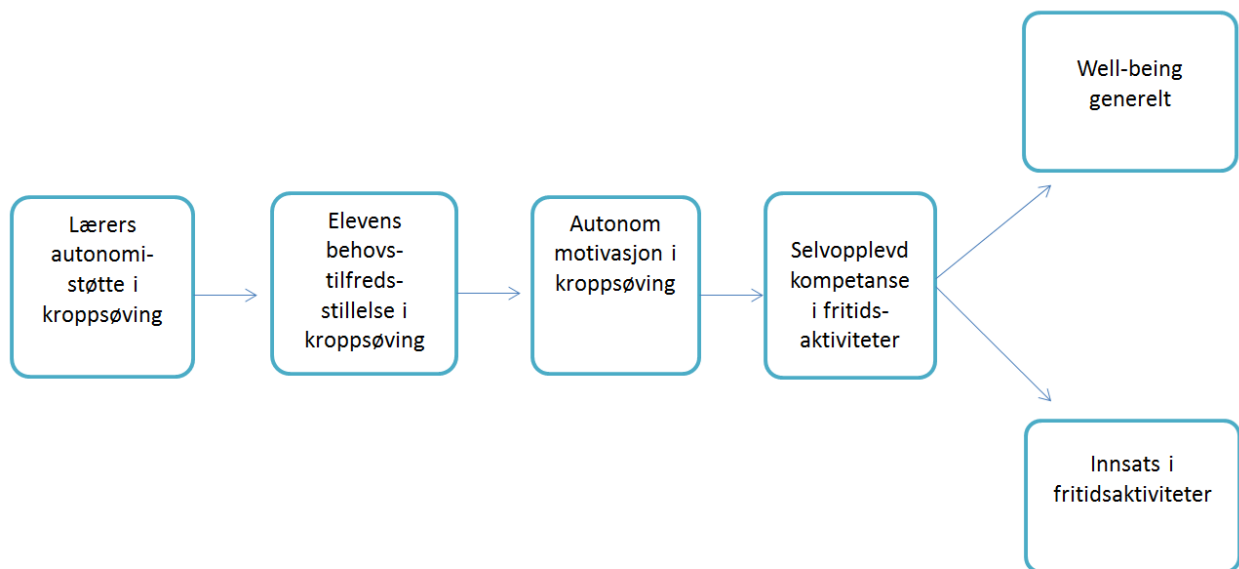 Lærers
autonomi-
støtte i
kroppsøving
Elevens
behovs-
tilfreds-
stillelse i
kroppsøving
Autonom
motivasjon i
kroppsøving
Selvopplevd
kompetanse
i fritids-
aktiviteter
Well-being
generelt
Innsats i
fritidsaktiviteter